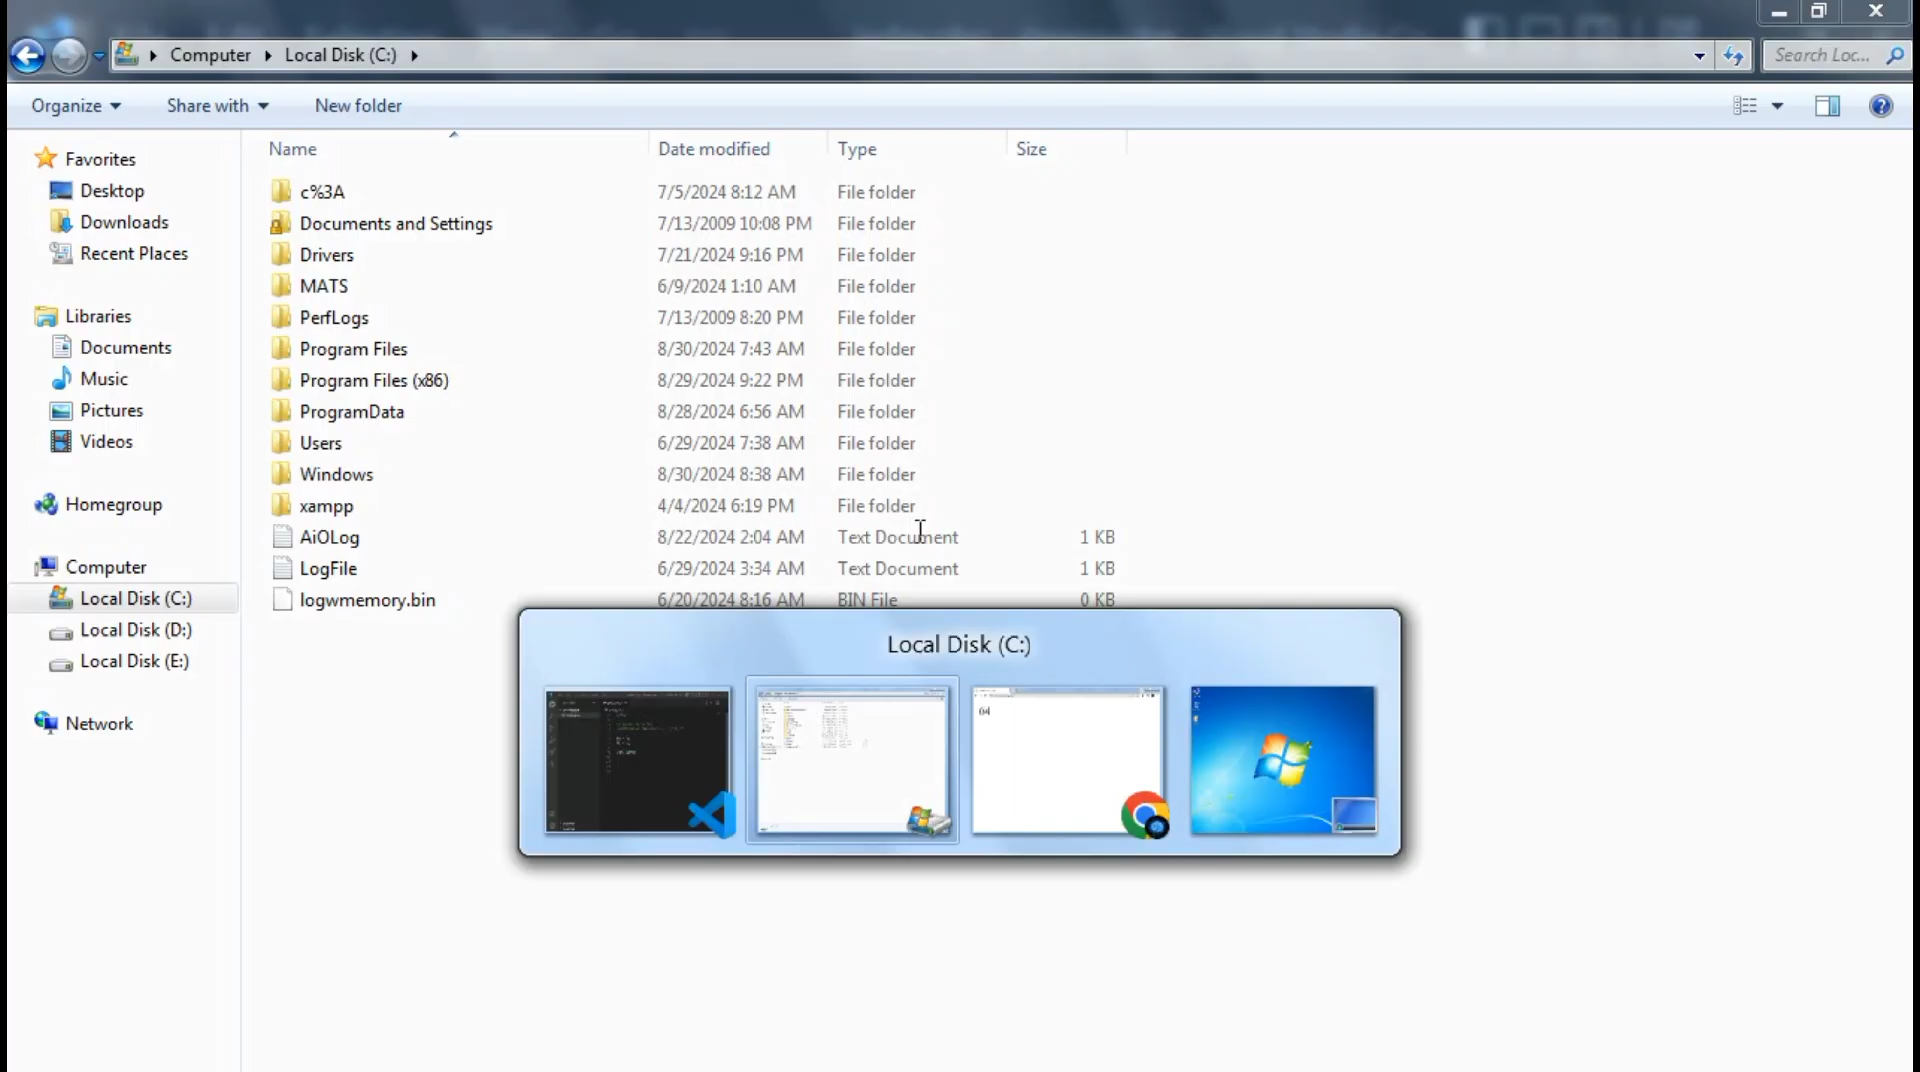 Computer Local Disk (C:) Search Loc...
Organize Share with New folder
Name Date modified Type Size
Favorites
Desktop
Downloads
Recent Places
Libraries
Documents
Music
Pictures
Videos
Homegroup
Computer
Local Disk (C:)
Local Disk (D:)
Local Disk (E:)
Network
c%3A 7/5/2024 8:12 AM File folder
Documents and Settings 7/13/2009 10:08 PM File folder
Drivers 7/21/2024 9:16 PM File folder
MATS 6/9/2024 1:10 AM File folder
PerfLogs 7/13/2009 8:20 PM File folder
Program Files 8/30/2024 7:43 AM File folder
Program Files (x86) 8/29/2024 9:22 PM File folder
ProgramData 8/28/2024 6:56 AM File folder
Users 6/29/2024 7:38 AM File folder
Windows 8/30/2024 8:38 AM File folder
xampp 4/4/2024 6:19 PM File folder
AiOLog 8/22/2024 2:04 AM Text Document 1 KB
LogFile 6/29/2024 3:34 AM Text Document 1 KB
logwmemory.bin 6/20/2024 8:16 AM BIN File 0 KB
Local Disk (C:)